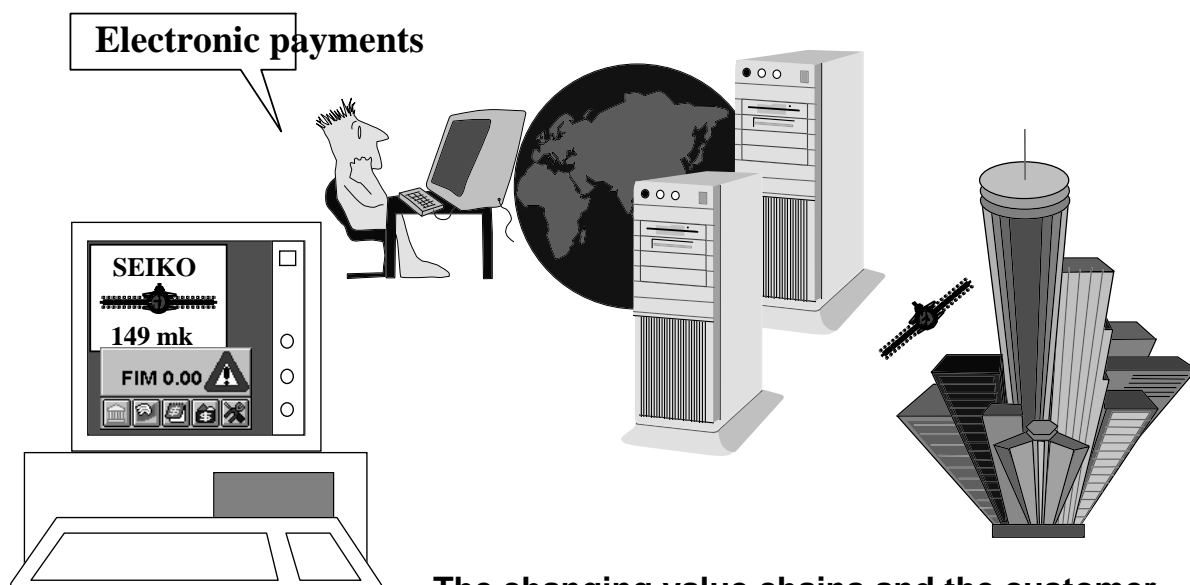 Electronic payments
SEIKO
149 mk
FIM 0.00
The changing value chains and the customer